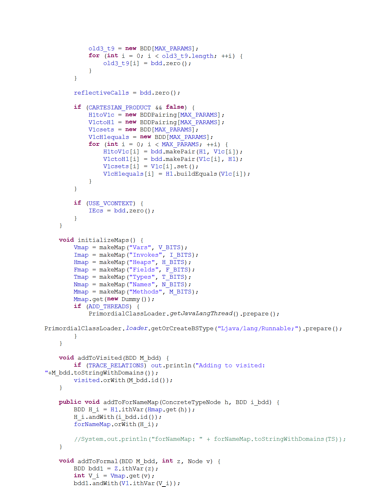 old3_t9 = new BDD[MAX_PARAMS];
for (int i = 0; i < old3_t9.length; ++i) {
old3_t9[i] = bdd.zero();
}
}
reflectiveCalls = bdd.zero();
if (CARTESIAN_PRODUCT && false) {
H1toVic = new BDDPairing[MAX_PARAMS];
V1ctoH1 = new BDDPairing[MAX_PARAMS];
V1csets = new BDD[MAX_PARAMS];
V1cH1equals = new BDD[MAX_PARAMS];
for (int i = 0; i < MAX_PARAMS; ++i) {
H1toV1c[i] = bdd.makePair(H1, V1c[i]);
V1ctoH1[i] = bdd.makePair(V1c[i], H1);
V1csets[i] = V1c[i].set();
V1cH1equals[i] = H1.buildEquals(V1c[i]);
}
}
if (USE_VCONTEXT) {
IEcs = bdd.zero();
}
}
void initializeMaps() {
Vmap = makeMap("Vars", V_BITS);
Imap = makeMap("Invokes", I_BITS);
Hmap = makeMap("Heaps", H_BITS);
Fmap = makeMap("Fields", F_BITS);
Tmap = makeMap("Types", T_BITS);
Nmap = makeMap("Names", N_BITS);
Mmap = makeMap("Methods", M_BITS);
Mmap.get(new Dummy());
if (ADD_THREADS) {
PrimordialClassLoader.getJavaLangThread().prepare();
PrimordialClassLoader.loader.getOrCreateBSType("Ljava/lang/Runnable;").prepare();
}
}
void addToVisited(BDD M_bdd) {
if (TRACE_RELATIONS) out.println("Adding to visited:
"+M_bdd.toStringWithDomains());
visited.orWith(M_bdd.id());
}
public void addToForNameMap(ConcreteTypeNode h, BDD i_bdd) {
BDD H_i = H1.ithVar(Hmap.get(h));
H_i.andWith(i_bdd.id());
forNameMap.orWith(H_i);
//System.out.println("forNameMap: " + forNameMap.toStringWithDomains(TS));
}
void addToFormal(BDD M_bdd, int z, Node v) {
BDD bdd1 = Z.ithVar(z);
int V_i = Vmap.get(v);
bdd1.andWith(V1.ithVar(V_i));